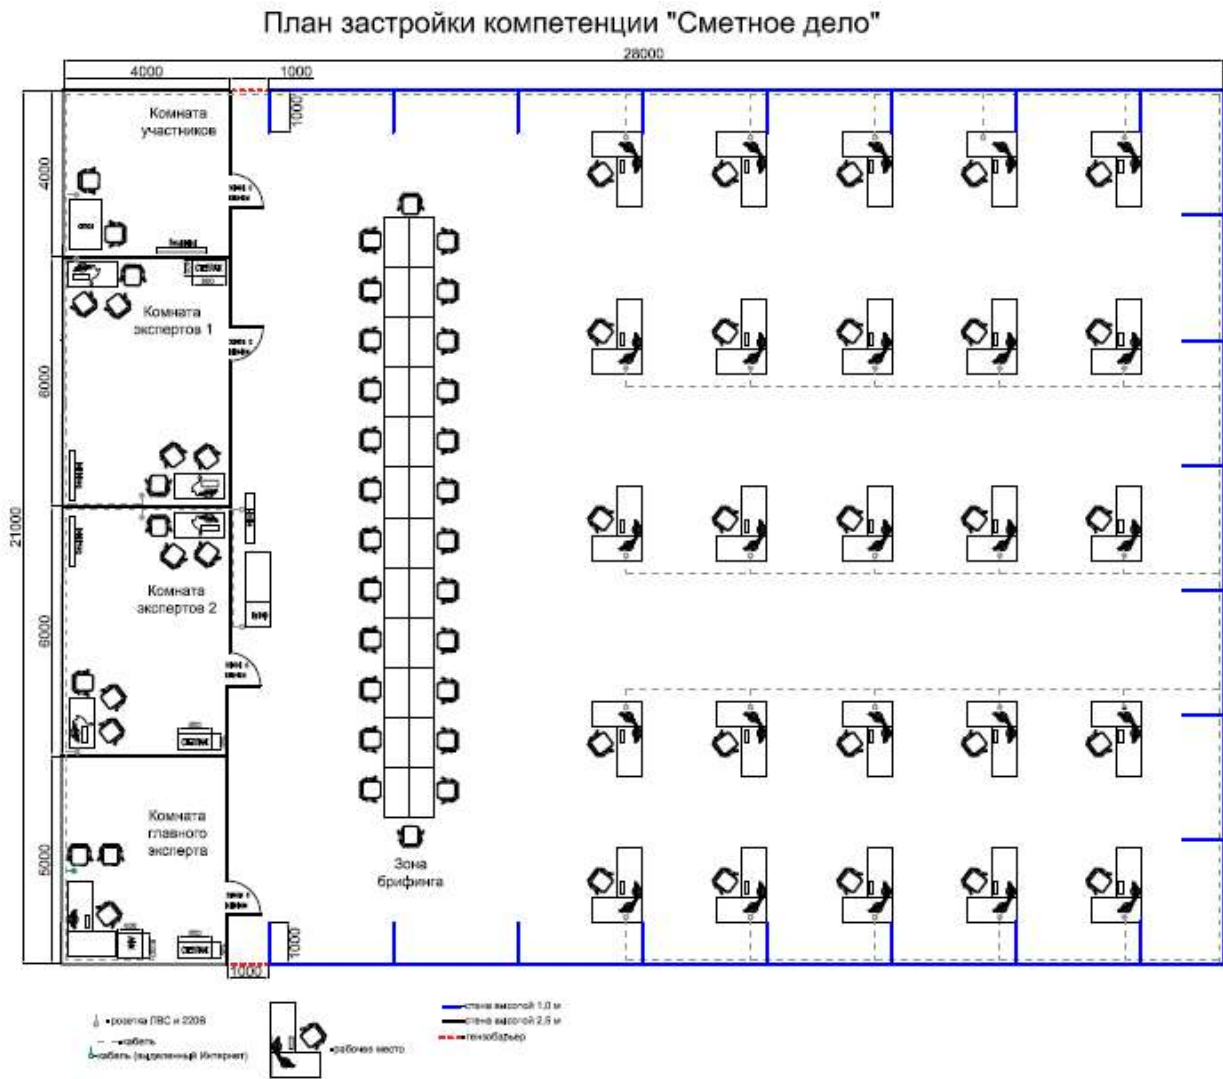 План застройки компетенции "Сметное дело"
28000
4000
1000
1000
Комната
участников
4000
Комната
экспертов 1
6000
21000
Комната
экспертов 2
6000
Комната
главного
эксперта
5000
Зона
брифинга
1000
1000
розетка ЛВС и 220В
кабель
кабель (выделенный Интернет)
рабочее место
стена высотой 1,0 м
стена высотой 2,5 м
тензобарьер